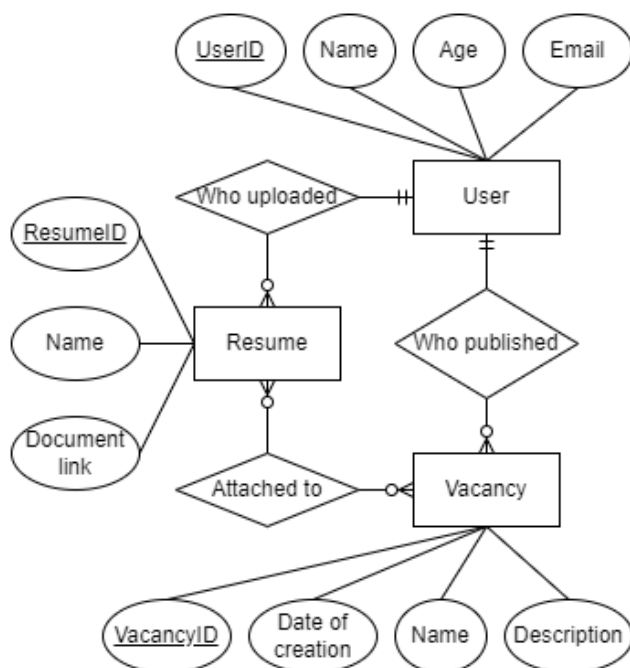 UserID
Name
Age
Email
Who uploaded
User
ResumeID
Resume
Name
Who published
Document
link
Attached to
Vacancy
VacancyID
Date of
creation
Name
Description